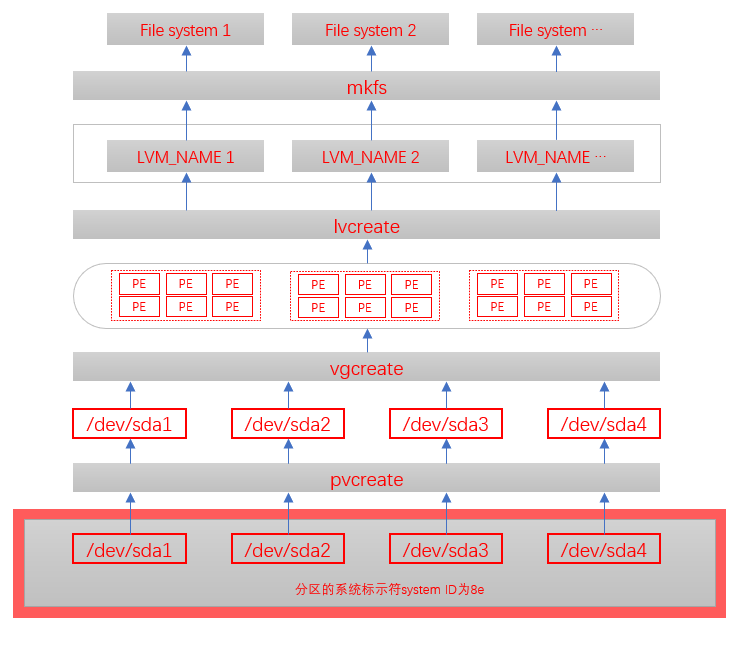 File system 1 File system 2 File system ···
mkfs
LVM_NAME 1 LVM_NAME 2 LVM_NAME ···
lvcreate
PE PE PE PE PE PE PE PE PE
PE PE PE PE PE PE PE PE PE
vgcreate
/dev/sda1 /dev/sda2 /dev/sda3 /dev/sda4
pvcreate
/dev/sda1 /dev/sda2 /dev/sda3 /dev/sda4
分区的系统标示符system ID为8e